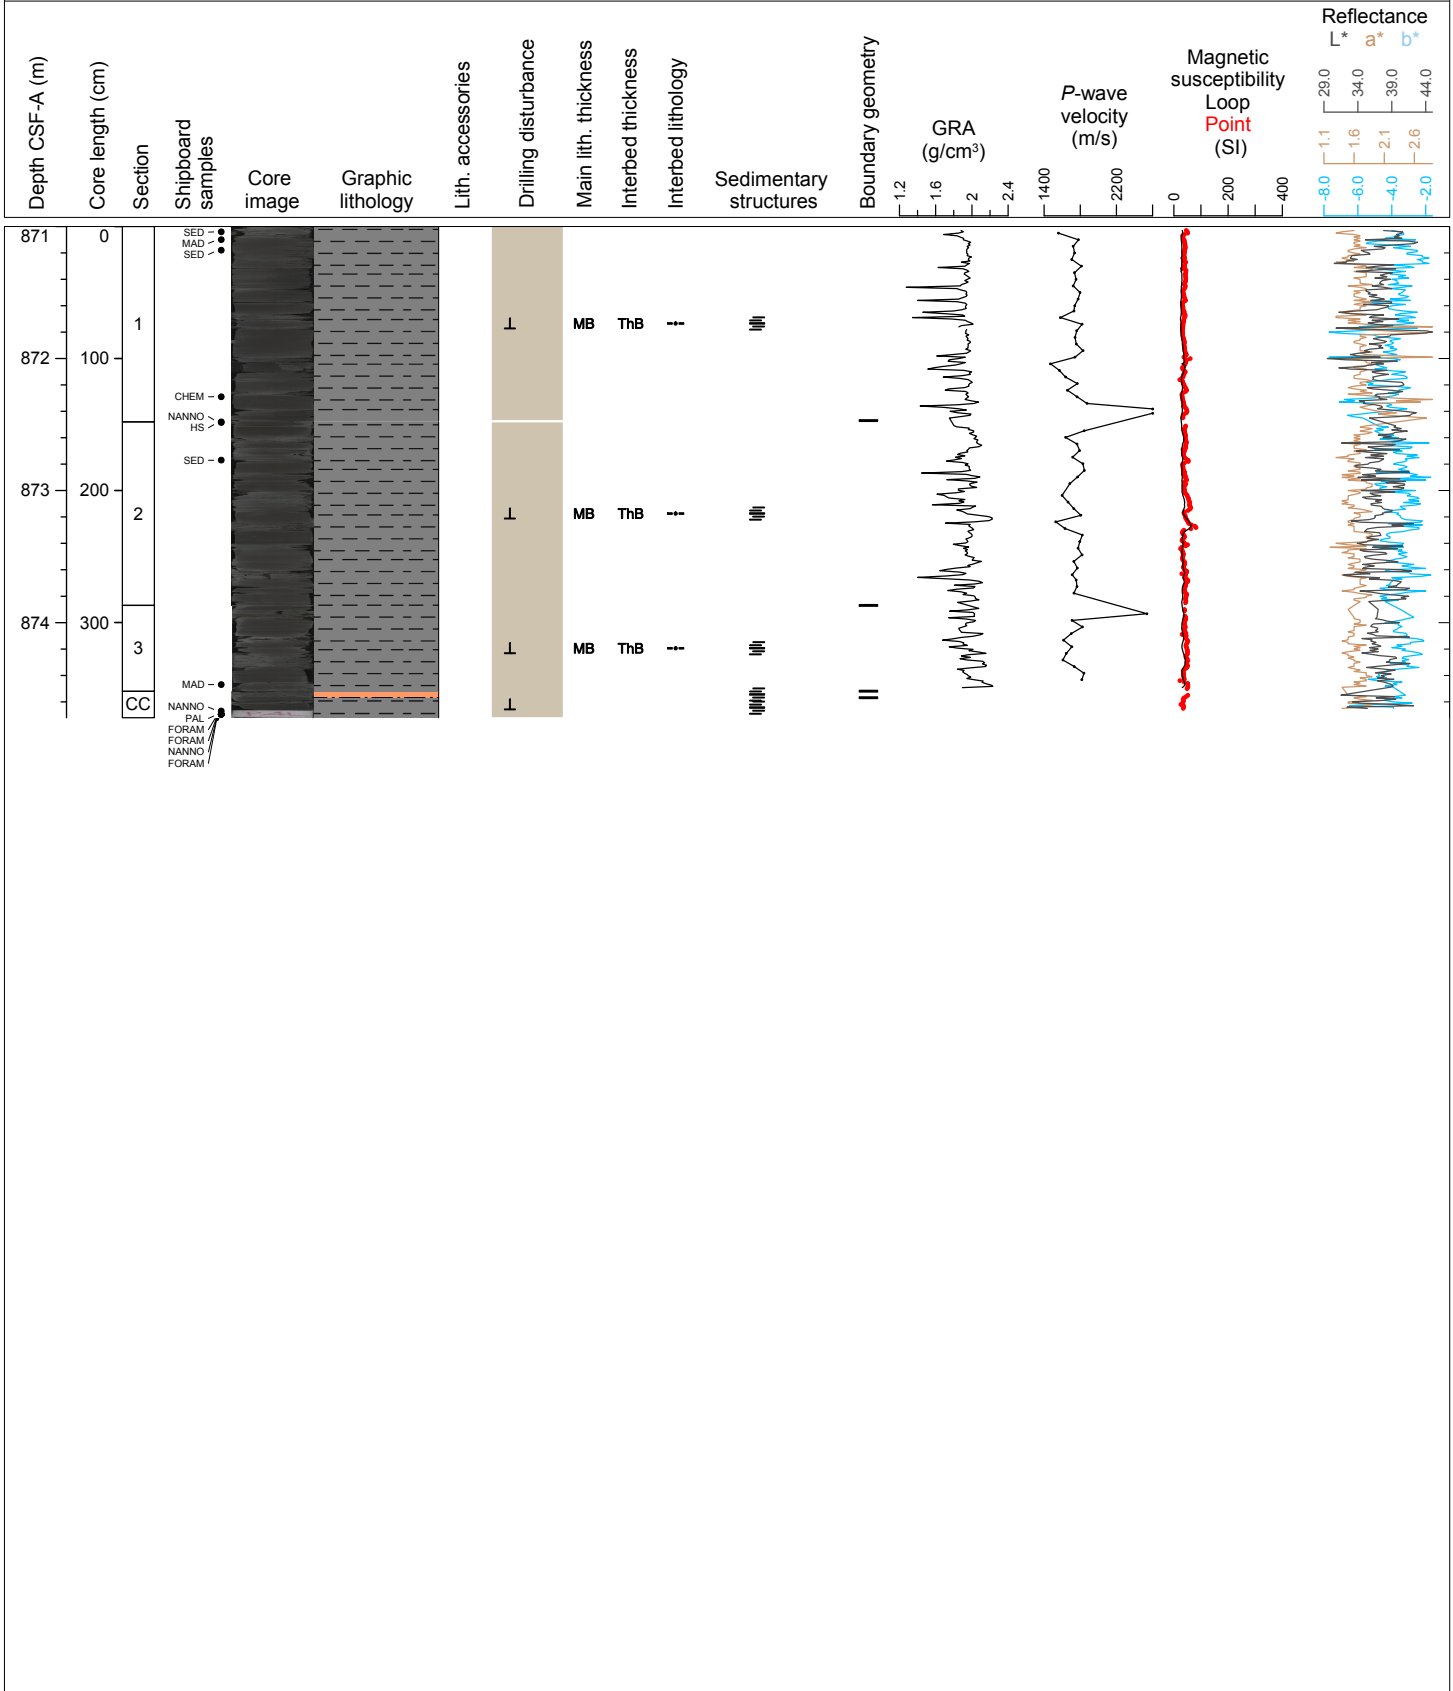 Depth CSF-A (m)
Core length (cm)
Section
Shipboard
samples
Core
image
Graphic
lithology
Lith. accessories
Drilling disturbance
Main lith. thickness
Interbed thickness
Interbed lithology
Sedimentary
structures
Boundary geometry
GRA
(g/cm³)
1.2 1.6 2 2.4
P-wave
velocity
(m/s)
1400 2200
Magnetic
susceptibility
Loop
Point
(SI)
0 200 400
Reflectance
L* a* b*
29.0 34.0 39.0 44.0
1.1 1.6 2.1 2.6
-8.0 -6.0 -4.0 -2.0
871 0
SED
MAD
SED
1 MB ThB
872 100
CHEM
NANNO
HS
SED
873 200
2 MB ThB
874 300
3 MB ThB
MAD
CC
NANNO
PAL
FORAM
FORAM
NANNO
FORAM